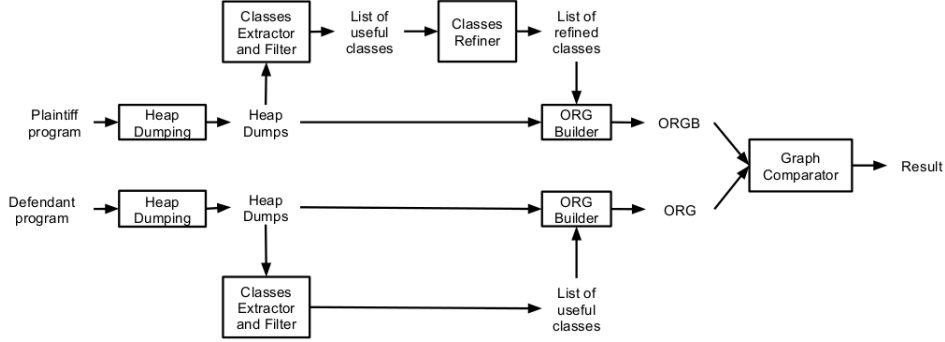 Classes
Extractor
and Filter
List of
useful
classes
Classes
Refiner
List of
refined
classes
Plaintiff
program
Heap
Dumping
Heap
Dumps
ORG
Builder
ORGB
Graph
Comparator
Result
Defendant
program
Heap
Dumping
Heap
Dumps
ORG
Builder
ORG
Classes
Extractor
and Filter
List of
useful
classes